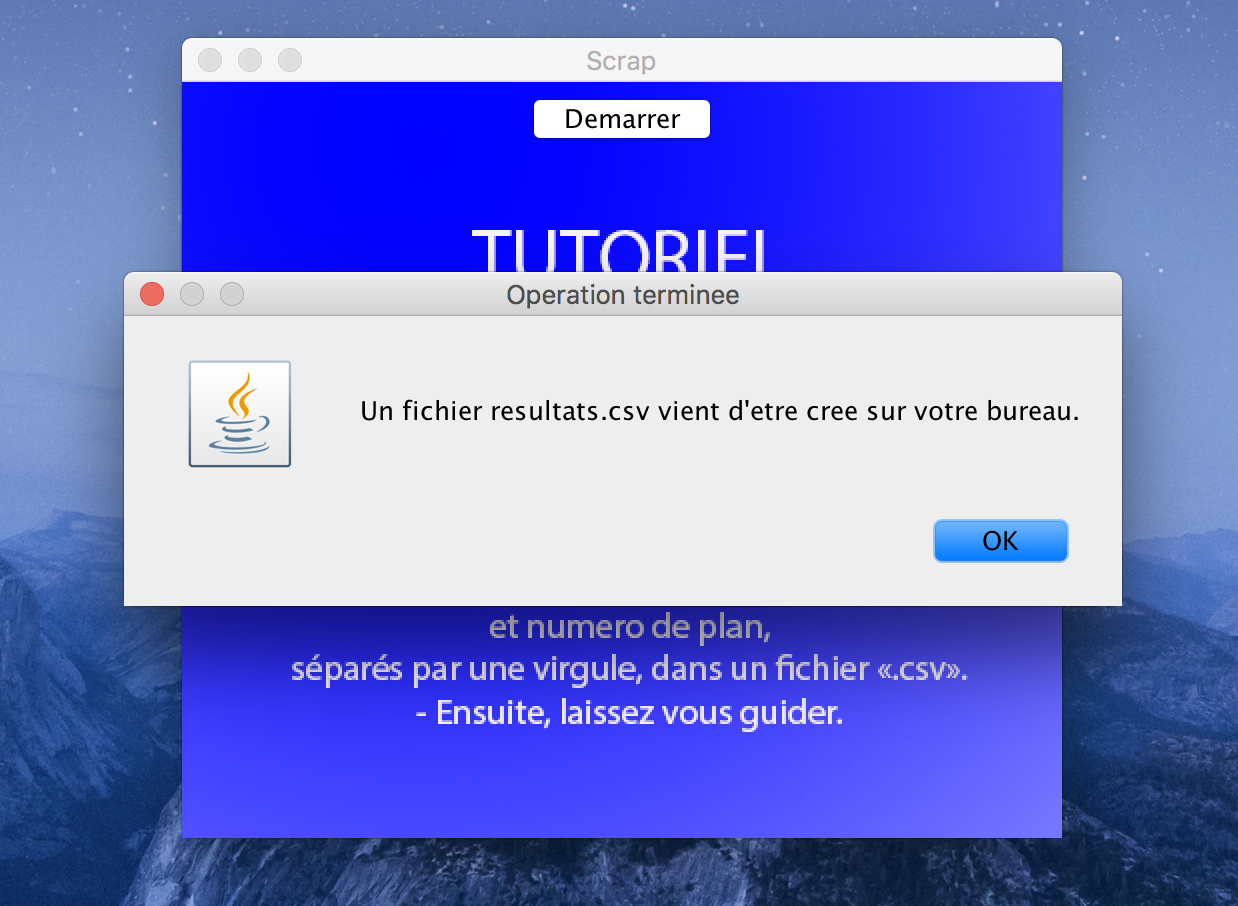 Scrap
Demarrer
TUTORIEL
Operation terminee
Un fichier resultats.csv vient d'etre cree sur votre bureau.
OK
et numero de plan,
séparés par une virgule, dans un fichier «.csv».
- Ensuite, laissez vous guider.